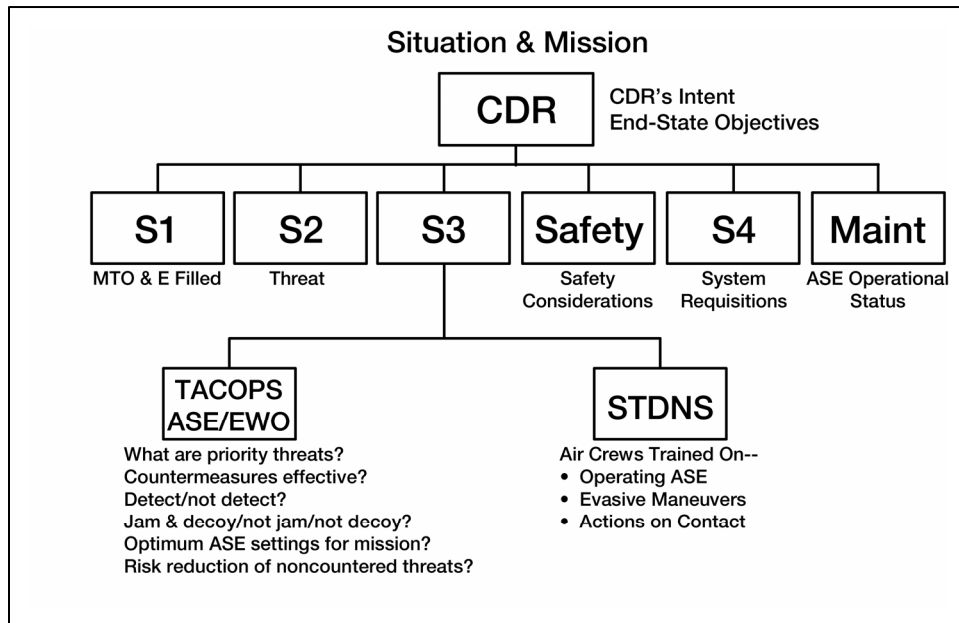 Situation & Mission
CDR
CDR's Intent
End-State Objectives
S1
MTO & E Filled
S2
Threat
S3
Safety
Safety
Considerations
S4
System
Requisitions
Maint
ASE Operational
Status
TACOPS
ASE/EWO
What are priority threats?
Countermeasures effective?
Detect/not detect?
Jam & decoy/not jam/not decoy?
Optimum ASE settings for mission?
Risk reduction of noncountered threats?
STDNS
Air Crews Trained On--
• Operating ASE
• Evasive Maneuvers
• Actions on Contact